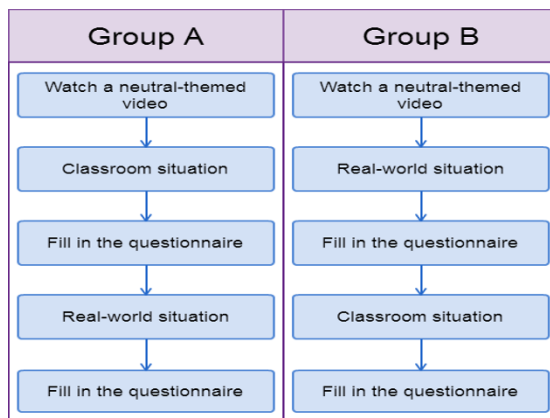 Group A
Group B
Watch a neutral-themed
video
Classroom situation
Fill in the questionnaire
Real-world situation
Fill in the questionnaire
Watch a neutral-themed
video
Real-world situation
Fill in the questionnaire
Classroom situation
Fill in the questionnaire